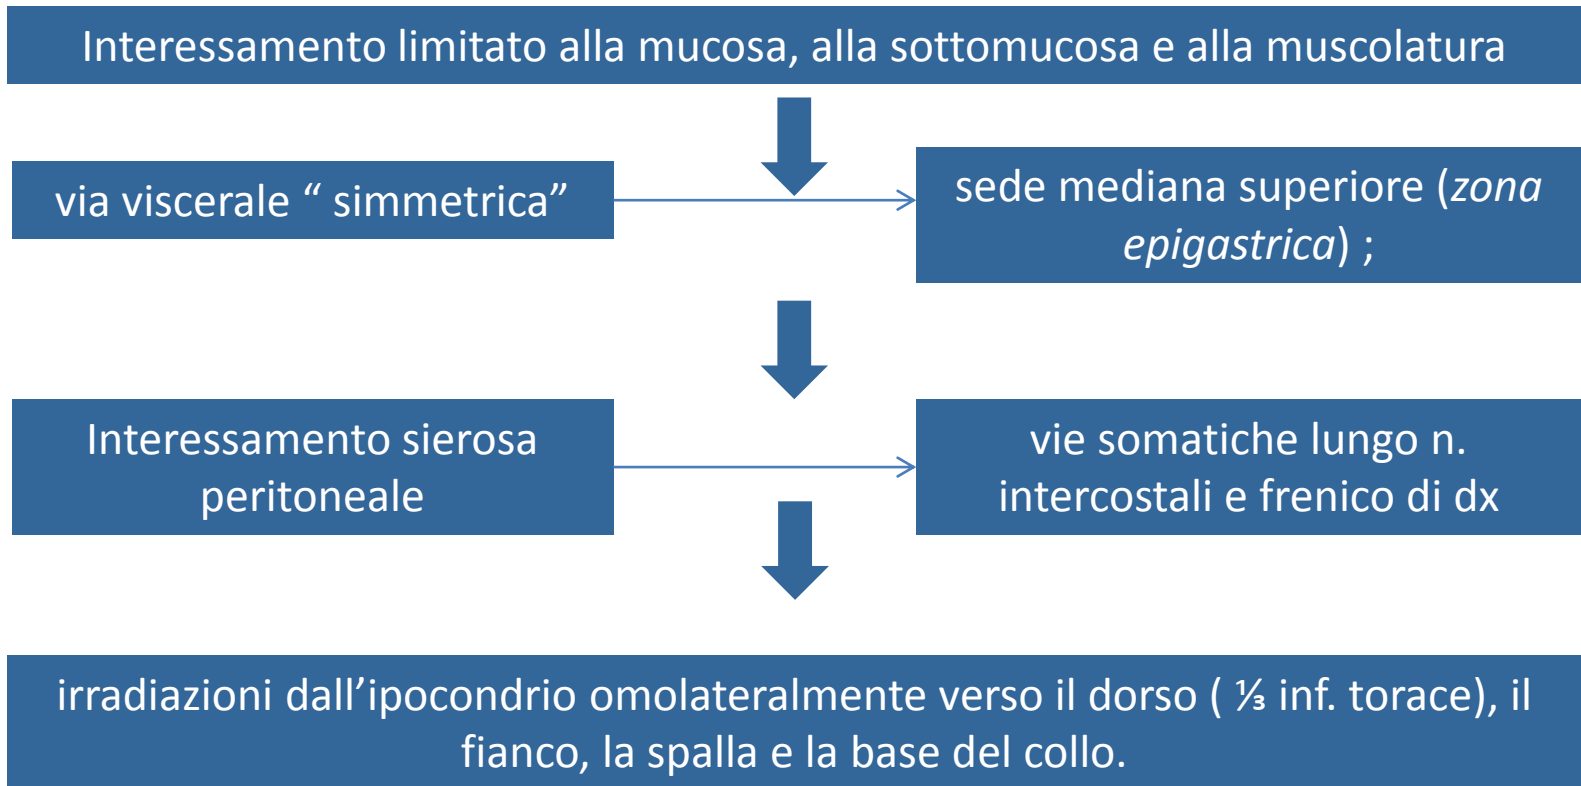 Interessamento limitato alla mucosa, alla sottomucosa e alla muscolatura
via viscerale “ simmetrica”
sede mediana superiore (zona
epigastrica) ;
Interessamento sierosa
peritoneale
vie somatiche lungo n.
intercostali e frenico di dx
irradiazioni dall’ipocondrio omolateralmente verso il dorso ( ⅓ inf. torace), il
fianco, la spalla e la base del collo.